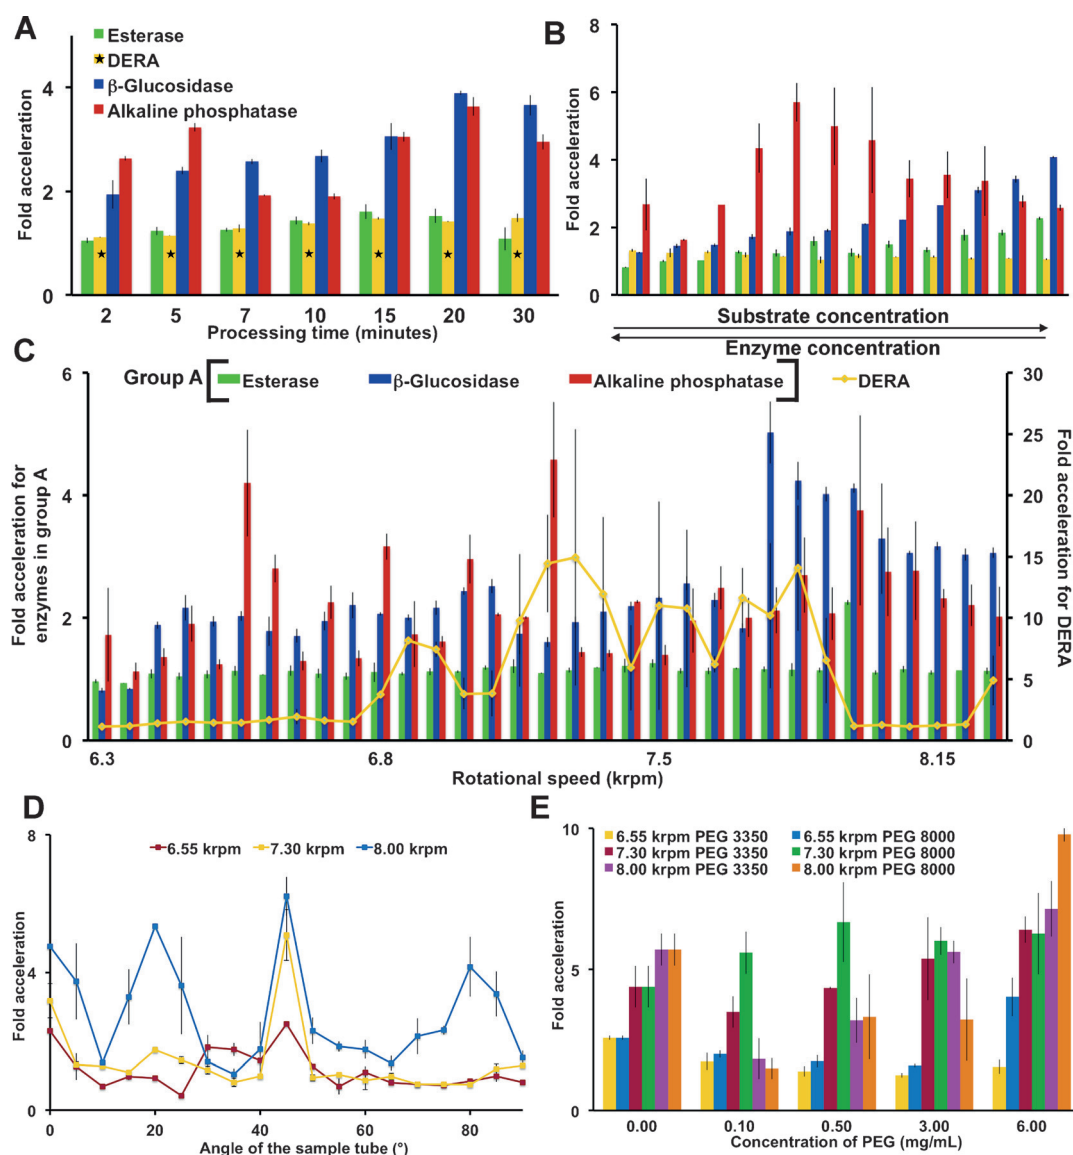 A
Esterase
DERA
β-Glucosidase
Alkaline phosphatase
Fold acceleration
4
2
0
2 5 7 10 15 20 30
Processing time (minutes)
B
Fold acceleration
8
6
4
2
0
Substrate concentration
Enzyme concentration
C
Group A
Esterase
β-Glucosidase
Alkaline phosphatase
DERA
Fold acceleration for
enzymes in group A
6
4
2
0
Fold acceleration for DERA
30
25
20
15
10
5
0
6.3 6.8 7.5 8.15
Rotational speed (krpm)
D
6.55 krpm 7.30 krpm 8.00 krpm
Fold acceleration
8
4
0
0 20 40 60 80
Angle of the sample tube (°)
E
6.55 krpm PEG 3350 6.55 krpm PEG 8000
7.30 krpm PEG 3350 7.30 krpm PEG 8000
8.00 krpm PEG 3350 8.00 krpm PEG 8000
Fold acceleration
10
5
0
0.00 0.10 0.50 3.00 6.00
Concentration of PEG (mg/mL)